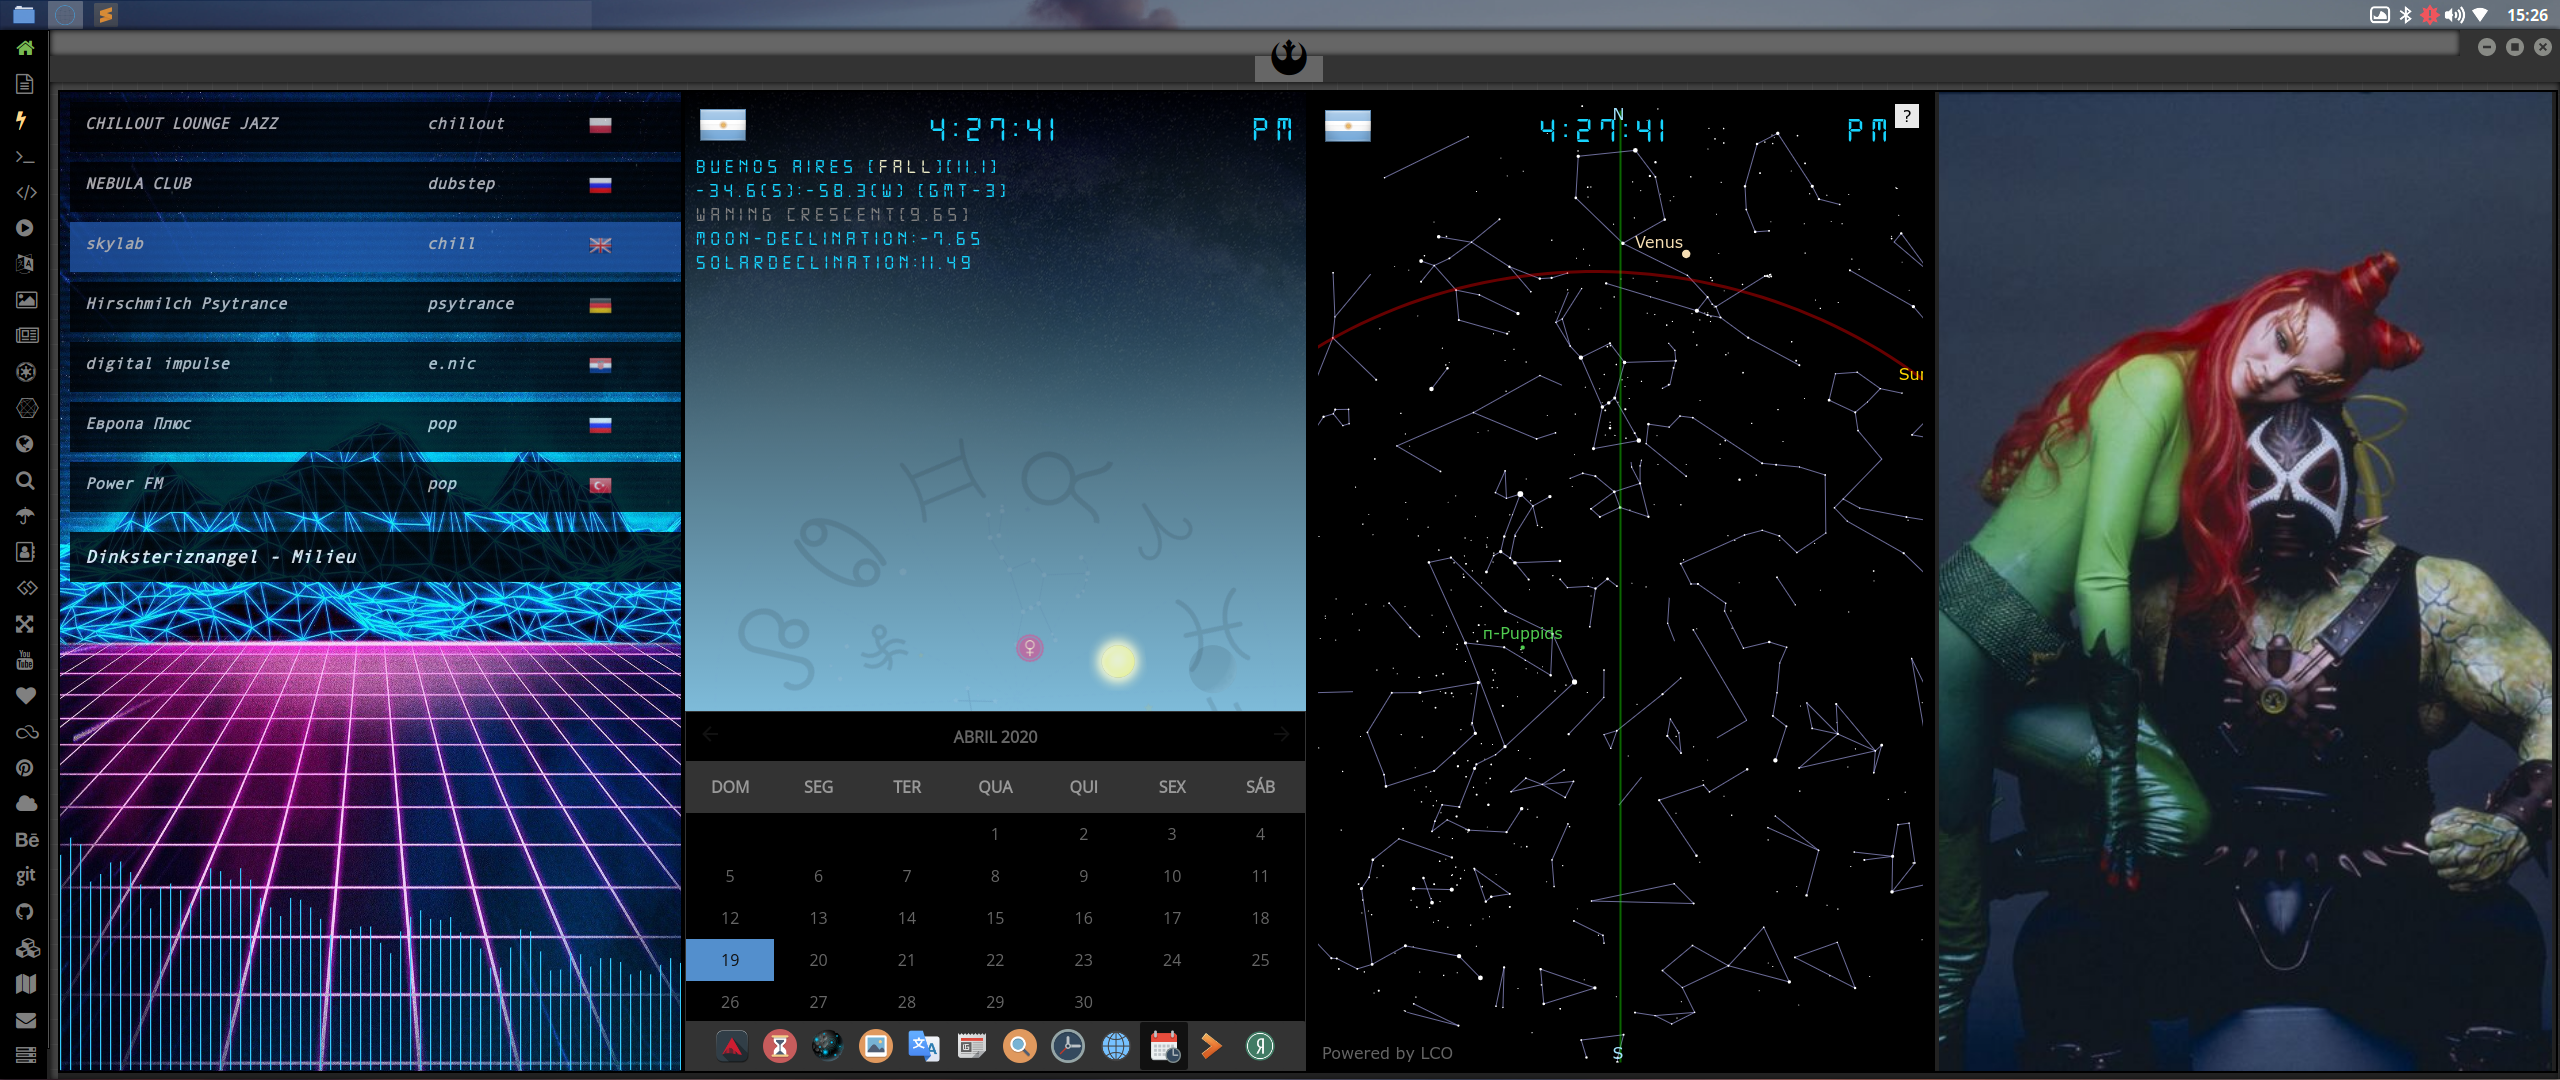 15:26
CHILLOUT LOUNGE JAZZ chillout
NEBULA CLUB dubstep
skylab chill
Hirschmilch Psytrance psytrance
digital impulse e.nic
Европа Плюс pop
Power FM pop
Dinksteriznangel - Milieu
You
Tube
Bē
git
4:27:41 PM
BUENOS AIRES [FALL][11.1]
-34.6(S):-58.3(W) [GMT-3]
WANING CRESCENT[9.65]
MOON-DECLINATION:-7.65
SOLARDECLINATION:11.49
ABRIL 2020
DOM SEG TER QUA QUI SEX SÁB
1 2 3 4
5 6 7 8 9 10 11
12 13 14 15 16 17 18
19 20 21 22 23 24 25
26 27 28 29 30
Я
N
4:27:41 PM
?
Venus
Sun
π-Puppids
S
Powered by LCO